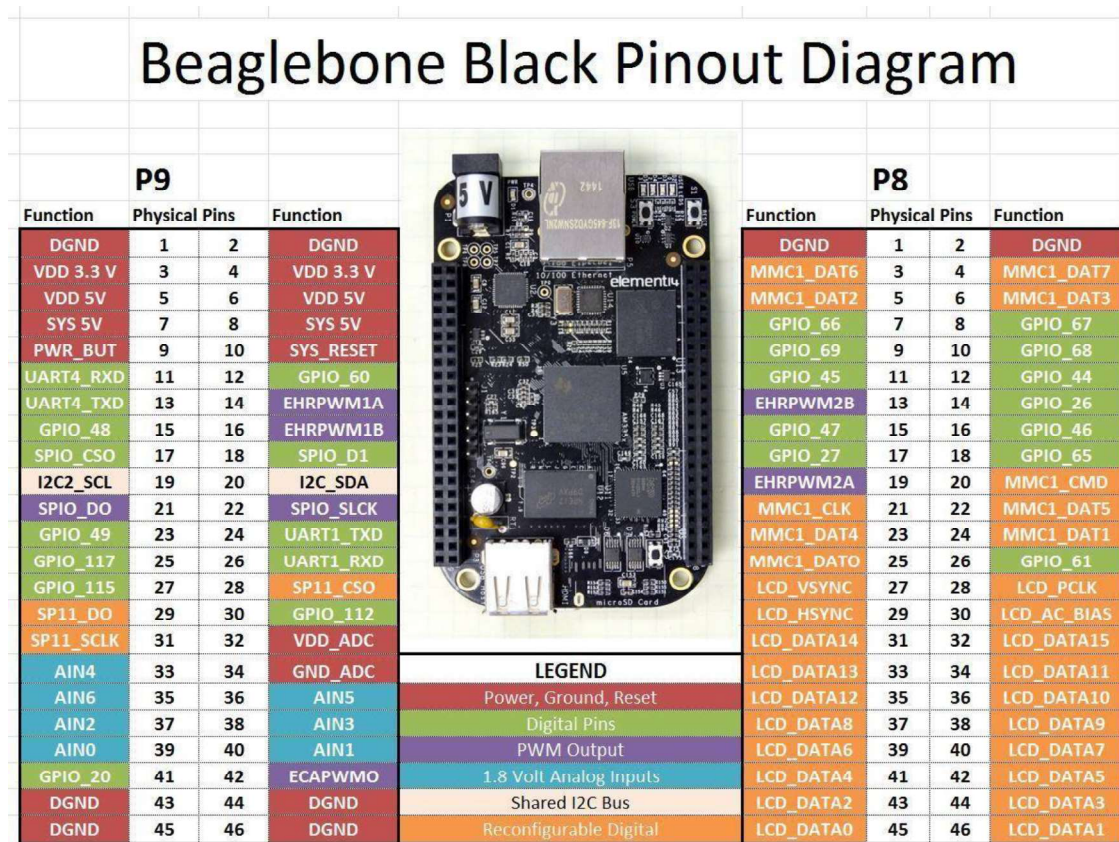 Beaglebone Black Pinout Diagram
P9
P8
Function Physical Pins Function
Function Physical Pins Function
DGND 1 2 DGND
DGND 1 2 DGND
VDD 3.3 V 3 4 VDD 3.3 V
MMC1_DAT6 3 4 MMC1_DAT7
VDD 5V 5 6 VDD 5V
MMC1_DAT2 5 6 MMC1_DAT3
SYS 5V 7 8 SYS 5V
GPIO_66 7 8 GPIO_67
PWR_BUT 9 10 SYS_RESET
GPIO_69 9 10 GPIO_68
UART4_RXD 11 12 GPIO_60
GPIO_45 11 12 GPIO_44
UART4_TXD 13 14 EHRPWM1A
EHRPWM2B 13 14 GPIO_26
GPIO_48 15 16 EHRPWM1B
GPIO_47 15 16 GPIO_46
SPIO_CSO 17 18 SPIO_D1
GPIO_27 17 18 GPIO_65
I2C2_SCL 19 20 I2C_SDA
EHRPWM2A 19 20 MMC1_CMD
SPIO_DO 21 22 SPIO_SLCK
MMC1_CLK 21 22 MMC1_DAT5
GPIO_49 23 24 UART1_TXD
MMC1_DAT4 23 24 MMC1_DAT1
GPIO_117 25 26 UART1_RXD
MMC1_DATO 25 26 GPIO_61
GPIO_115 27 28 SP11_CSO
LCD_VSYNC 27 28 LCD_PCLK
SP11_DO 29 30 GPIO_112
LCD_HSYNC 29 30 LCD_AC_BIAS
SP11_SCLK 31 32 VDD_ADC
LCD_DATA14 31 32 LCD_DATA15
AIN4 33 34 GND_ADC
LCD_DATA13 33 34 LCD_DATA11
AIN6 35 36 AIN5
LCD_DATA12 35 36 LCD_DATA10
AIN2 37 38 AIN3
LCD_DATA8 37 38 LCD_DATA9
AIN0 39 40 AIN1
LCD_DATA6 39 40 LCD_DATA7
GPIO_20 41 42 ECAPWMO
LCD_DATA4 41 42 LCD_DATA5
DGND 43 44 DGND
LCD_DATA2 43 44 LCD_DATA3
DGND 45 46 DGND
LCD_DATA0 45 46 LCD_DATA1
5 V
1442
10/100 Ethernet
element14
HDMI
microSD Card
LEGEND
Power, Ground, Reset
Digital Pins
PWM Output
1.8 Volt Analog Inputs
Shared I2C Bus
Reconfigurable Digital